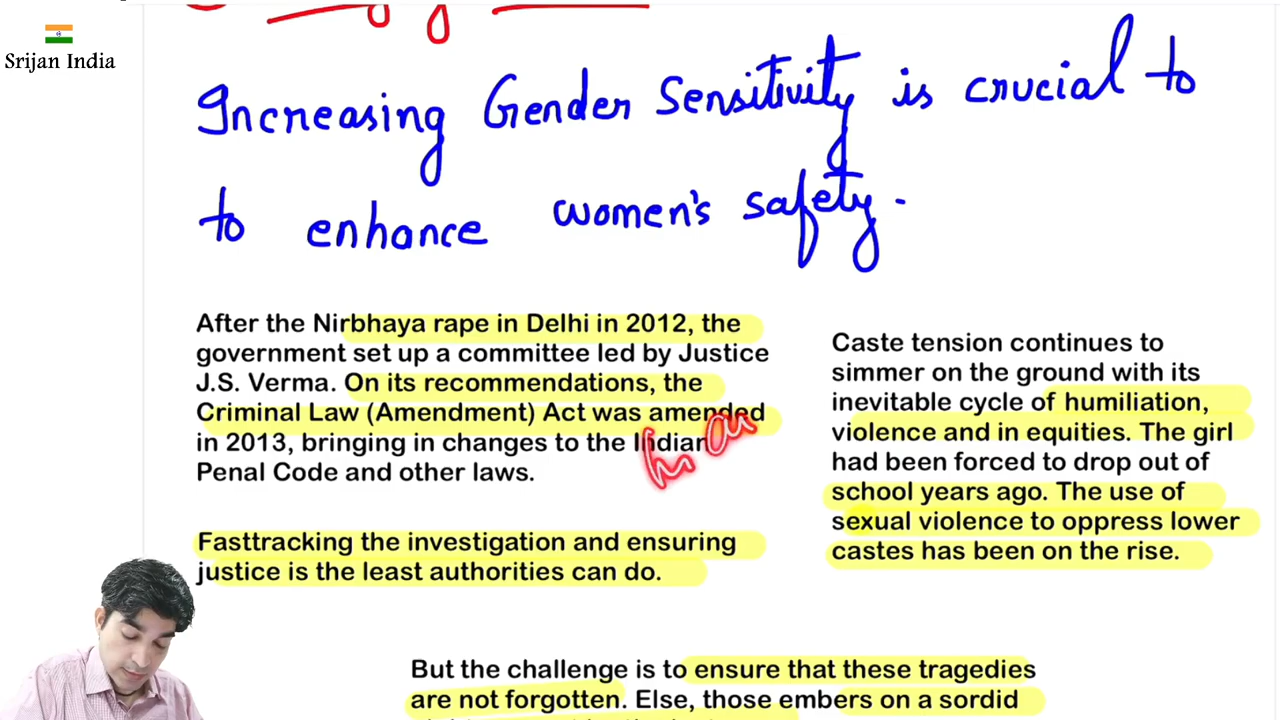 Srijan India
Increasing Gender Sensitivity is crucial to
to enhance women's safety.
After the Nirbhaya rape in Delhi in 2012, the
government set up a committee led by Justice
J.S. Verma. On its recommendations, the
Criminal Law (Amendment) Act was amended
in 2013, bringing in changes to the Indian
Penal Code and other laws.
Fasttracking the investigation and ensuring
justice is the least authorities can do.
Caste tension continues to
simmer on the ground with its
inevitable cycle of humiliation,
violence and in equities. The girl
had been forced to drop out of
school years ago. The use of
sexual violence to oppress lower
castes has been on the rise.
But the challenge is to ensure that these tragedies
are not forgotten. Else, those embers on a sordid